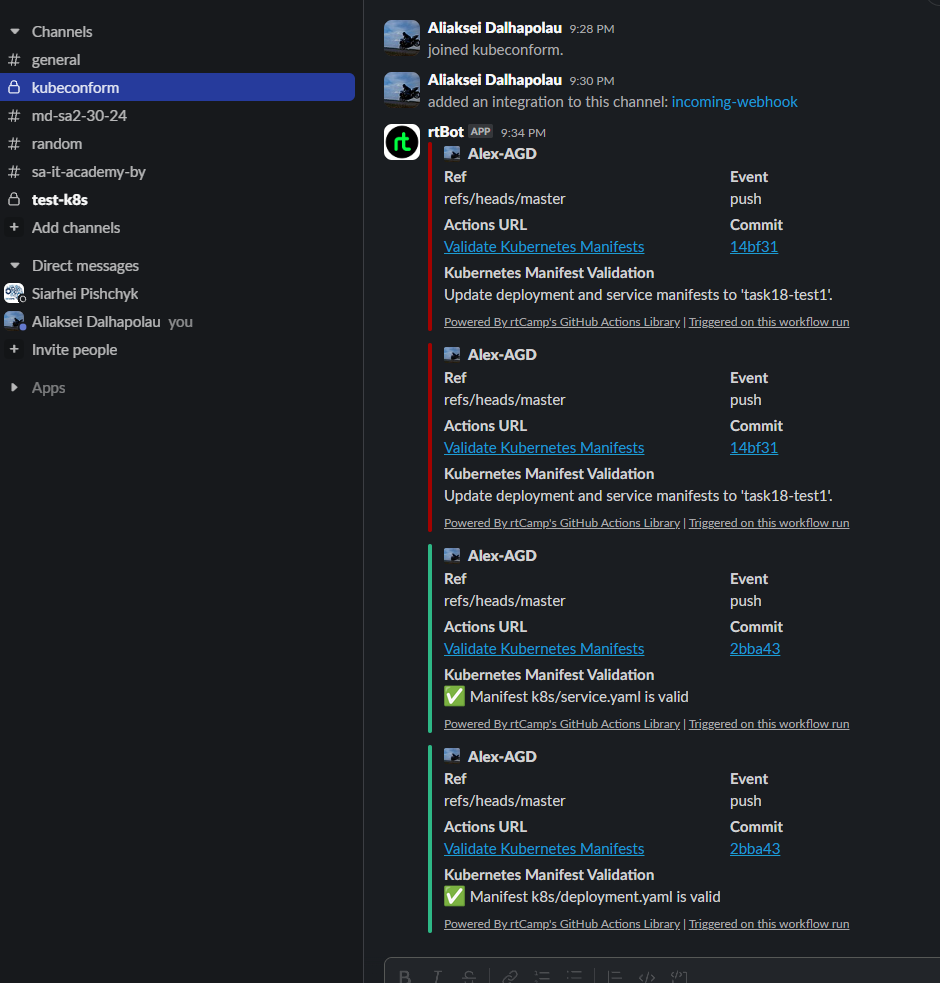 Channels
# general
kubeconform
# md-sa2-30-24
# random
# sa-it-academy-by
test-k8s
+ Add channels
Direct messages
Siarhei Pishchyk
Aliaksei Dalhapolau you
+ Invite people
Apps
Aliaksei Dalhapolau 9:28 PM
joined kubeconform.
Aliaksei Dalhapolau 9:30 PM
added an integration to this channel: incoming-webhook
rt
rtBot APP 9:34 PM
Alex-AGD
Ref Event
refs/heads/master push
Actions URL Commit
Validate Kubernetes Manifests 14bf31
Kubernetes Manifest Validation
Update deployment and service manifests to 'task18-test1'.
Powered By rtCamp's GitHub Actions Library | Triggered on this workflow run
Alex-AGD
Ref Event
refs/heads/master push
Actions URL Commit
Validate Kubernetes Manifests 14bf31
Kubernetes Manifest Validation
Update deployment and service manifests to 'task18-test1'.
Powered By rtCamp's GitHub Actions Library | Triggered on this workflow run
Alex-AGD
Ref Event
refs/heads/master push
Actions URL Commit
Validate Kubernetes Manifests 2bba43
Kubernetes Manifest Validation
✅ Manifest k8s/service.yaml is valid
Powered By rtCamp's GitHub Actions Library | Triggered on this workflow run
Alex-AGD
Ref Event
refs/heads/master push
Actions URL Commit
Validate Kubernetes Manifests 2bba43
Kubernetes Manifest Validation
✅ Manifest k8s/deployment.yaml is valid
Powered By rtCamp's GitHub Actions Library | Triggered on this workflow run
B I S